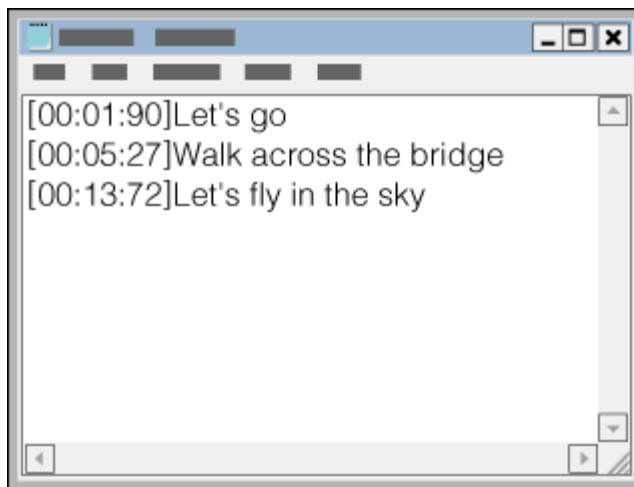 [00:01:90]Let's go
[00:05:27]Walk across the bridge
[00:13:72]Let's fly in the sky